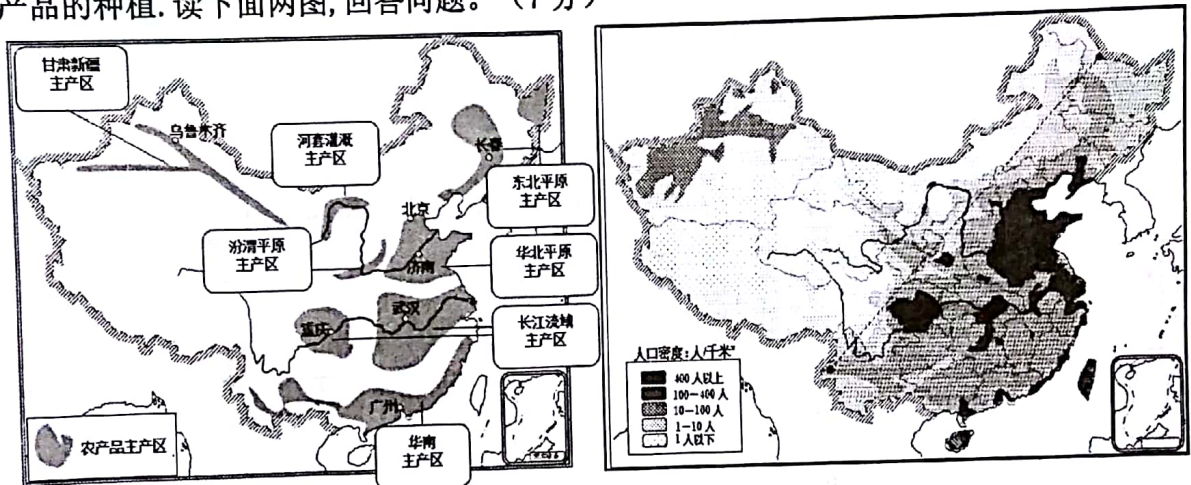 产品的种植.读下面两图,回答问题。(7分)
甘肃新疆
主产区
乌鲁木齐
河套灌溉
主产区
长春
东北平原
主产区
北京
汾渭平原
主产区
华北平原
主产区
济南
武汉
重庆
长江流域
主产区
广州
华南
主产区
农产品主产区
人口密度:人/千米²
400人以上
100—400人
10—100人
1—10人
1人以下